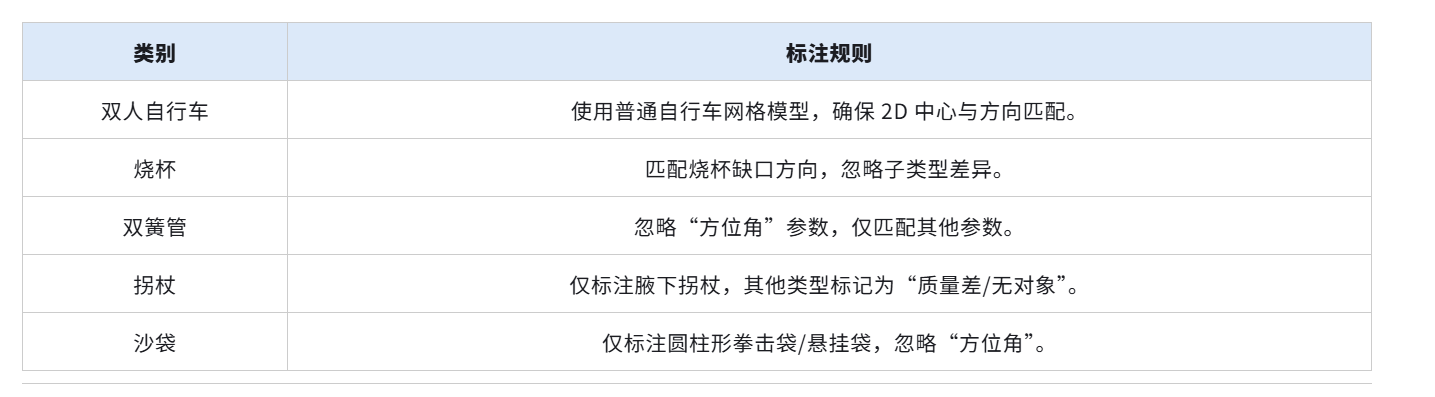 类别 标注规则
双人自行车 使用普通自行车网格模型，确保 2D 中心与方向匹配。
烧杯 匹配烧杯缺口方向，忽略子类型差异。
双簧管 忽略“方位角”参数，仅匹配其他参数。
拐杖 仅标注腋下拐杖，其他类型标记为“质量差/无对象”。
沙袋 仅标注圆柱形拳击袋/悬挂袋，忽略“方位角”。